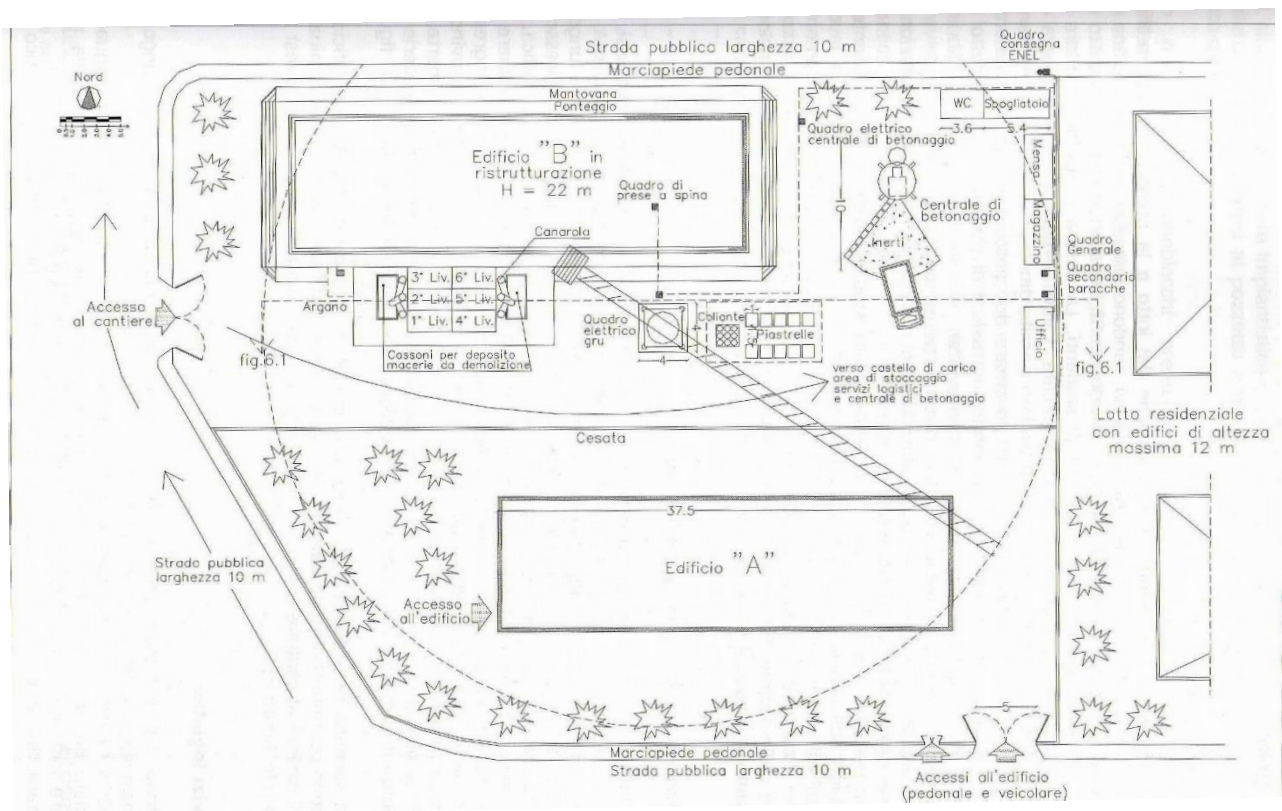 Strada pubblica larghezza 10 m
Marciapiede pedonale
Quadro
consegna
ENEL
Nord
Mantovana
Ponteggio
WC
Spogliatoio
3.6
5.4
Quadro elettrico
centrale di betonaggio
Edificio "B" in
ristrutturazione
H = 22 m
Quadro di
prese a spina
10
Mensa
Magazzino
Centrale di
betonaggio
Inerti
Canarola
Quadro
Generale
Quadro
secondario
baracche
Accesso
al cantiere
Argano
3° Liv.
6° Liv.
2° Liv.
5° Liv.
1° Liv.
4° Liv.
Quadro
elettrico
gru
4
4
Collante
Piastrelle
Ufficio
fig.6.1
fig.6.1
Cassoni per deposito
macerie da demolizione
verso castello di carico
area di stoccaggio
servizi logistici
e centrale di betonaggio
Lotto residenziale
con edifici di altezza
massima 12 m
Cesata
37.5
Strada pubblica
larghezza 10 m
Edificio "A"
Accesso
all'edificio
5
Marciapiede pedonale
Strada pubblica larghezza 10 m
Accessi all'edificio
(pedonale e veicolare)